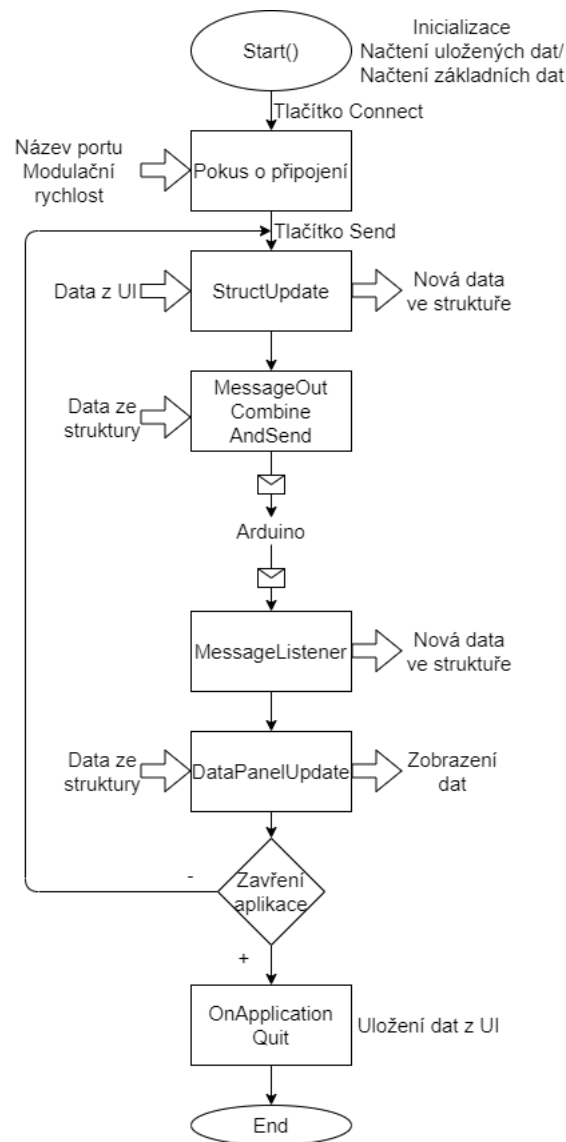 Start()
Inicializace
Načtení uložených dat/
Načtení základních dat
Tlačítko Connect
Název portu
Modulační
rychlost
Pokus o připojení
Tlačítko Send
Data z UI
StructUpdate
Nová data
ve struktuře
Data ze
struktury
MessageOut
Combine
AndSend
Arduino
MessageListener
Nová data
ve struktuře
Data ze
struktury
DataPanelUpdate
Zobrazení
dat
-
Zavření
aplikace
+
OnApplication
Quit
Uložení dat z UI
End